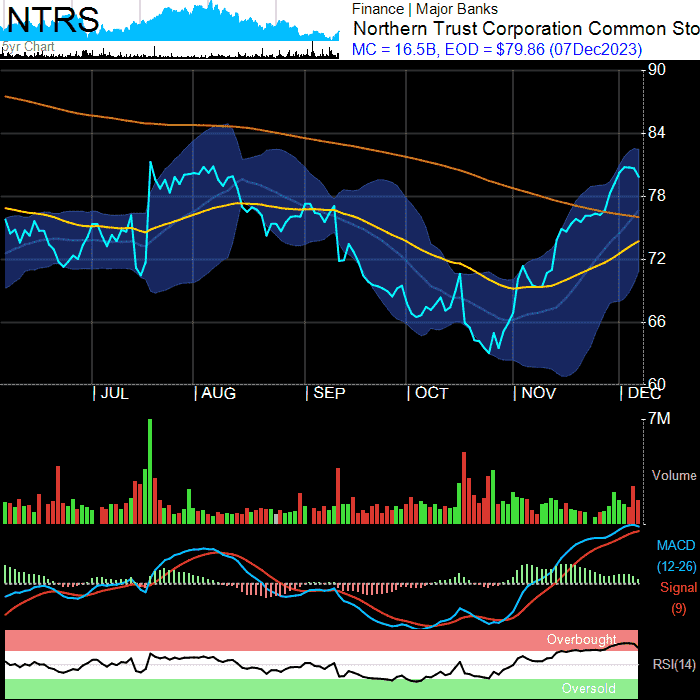 NTRS
5yr Chart
Finance | Major Banks
Northern Trust Corporation Common Sto
MC = 16.5B, EOD = $79.86 (07Dec2023)
90
84
78
72
66
60
JUL AUG SEP OCT NOV DEC
7M
Volume
MACD
(12-26)
Signal
(9)
Overbought
RSI(14)
Oversold